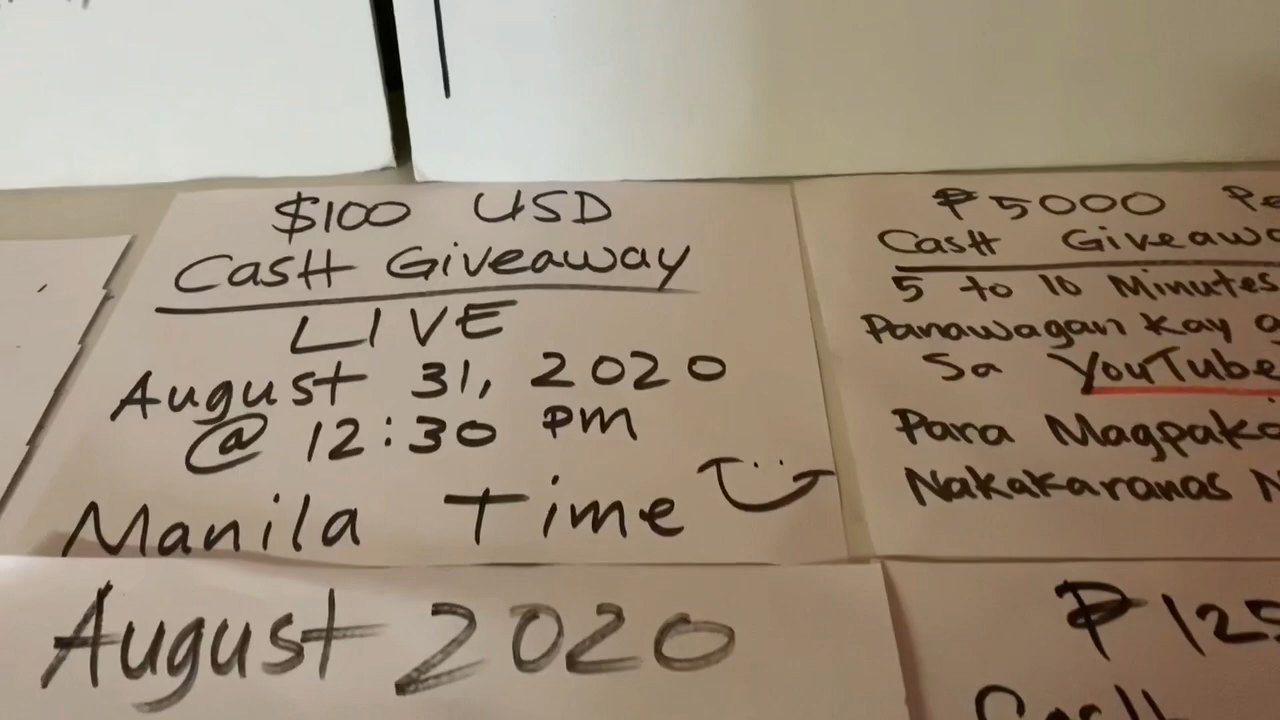 $100 USD
Cash Giveaway
LIVE
August 31, 2020
@ 12:30 pm
Manila Time
₱5000
Cash
5 to 10 Minutes
Panawagan Kay
Sa YouTube
Para
Nakakaranas
August 2020
₱